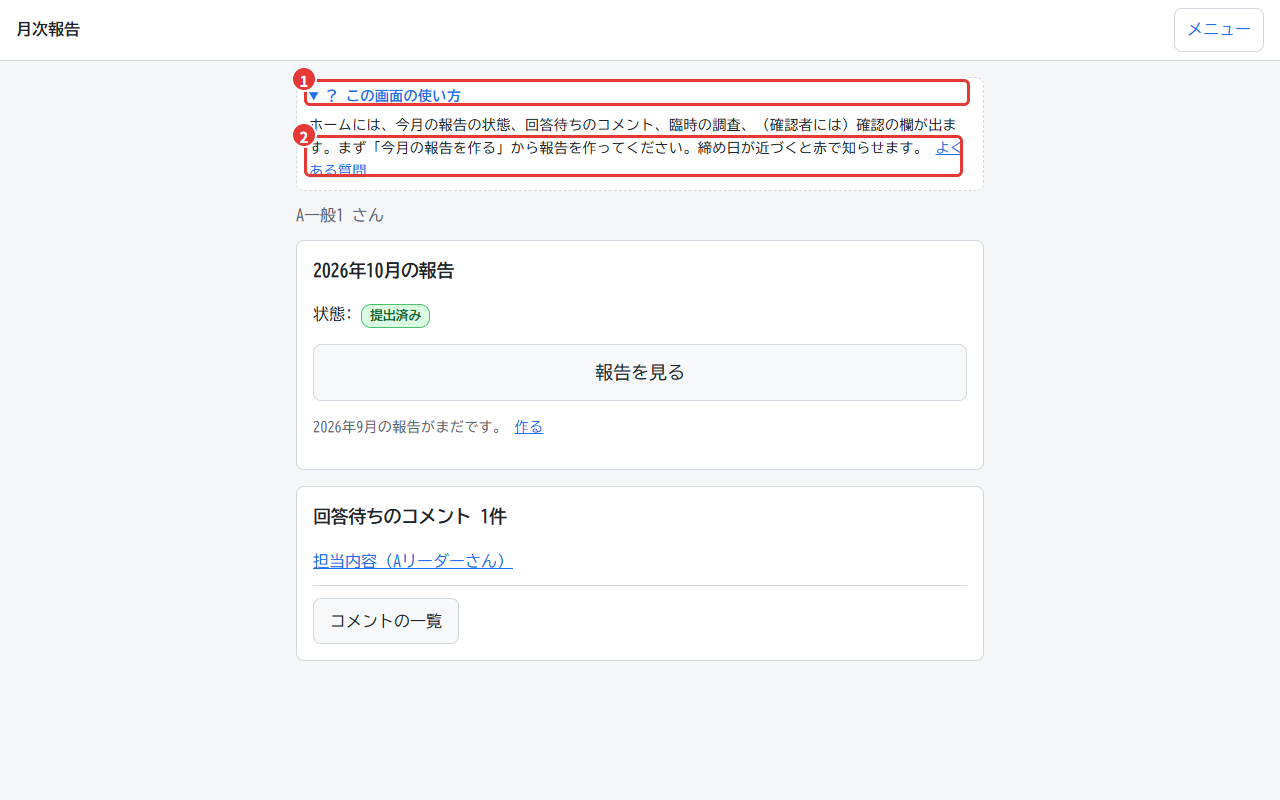 月次報告
メニュー
1
▼ ? この画面の使い方
ホームには、今月の報告の状態、回答待ちのコメント、臨時の調査、（確認者には）確認の欄が出ま
2
す。まず「今月の報告を作る」から報告を作ってください。締め日が近づくと赤で知らせます。 よく
ある質問
A一般1 さん
2026年10月の報告
状態: 提出済み
報告を見る
2026年9月の報告がまだです。 作る
回答待ちのコメント 1件
担当内容（Aリーダーさん）
コメントの一覧